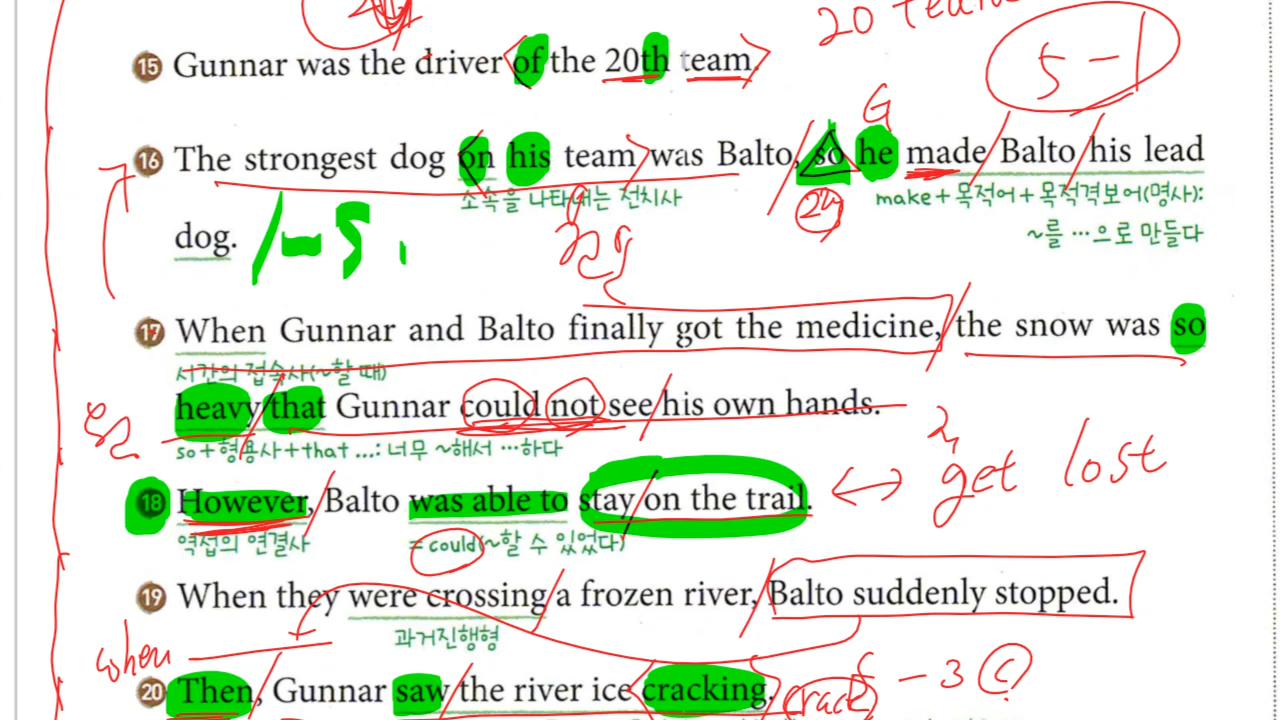 20
⑮ Gunnar was the driver of the 20th team.
5-1
G
⑯ The strongest dog on his team was Balto, so he made Balto his lead
소속을 나타내는 전치사
make+목적어+목적격보어(명사):
dog.
~를 …으로 만들다
1-5.
⑰ When Gunnar and Balto finally got the medicine, the snow was so
시간의 접속사(~할 때)
heavy that Gunnar could not see his own hands.
so+형용사+that …: 너무 ~해서 …하다
get lost
⑱ However, Balto was able to stay on the trail.
역접의 연결사
= could(~할 수 있었다)
⑲ When they were crossing a frozen river, Balto suddenly stopped.
과거진행형
when
⑳ Then, Gunnar saw the river ice cracking.
crack
-3